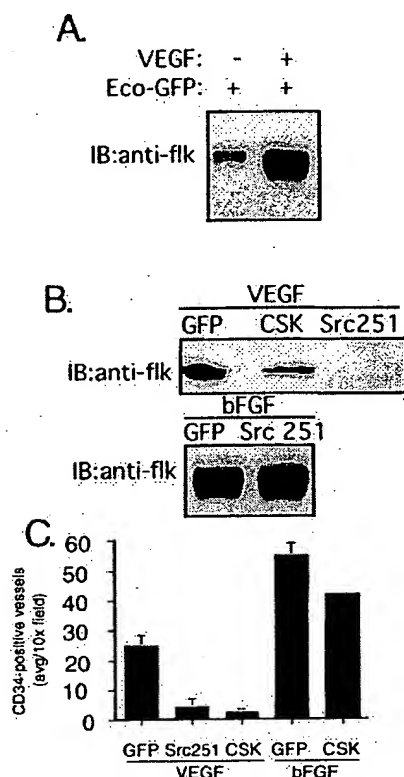 A.
VEGF: - +
Eco-GFP: + +
IB:anti-flk
B.
VEGF
GFP CSK Src251
IB:anti-flk
bFGF
GFP Src 251
IB:anti-flk
C.
CD34-positive vessels
(avg/10x field)
60
50
40
30
20
10
0
GFP Src251 CSK GFP CSK
VEGF bFGF